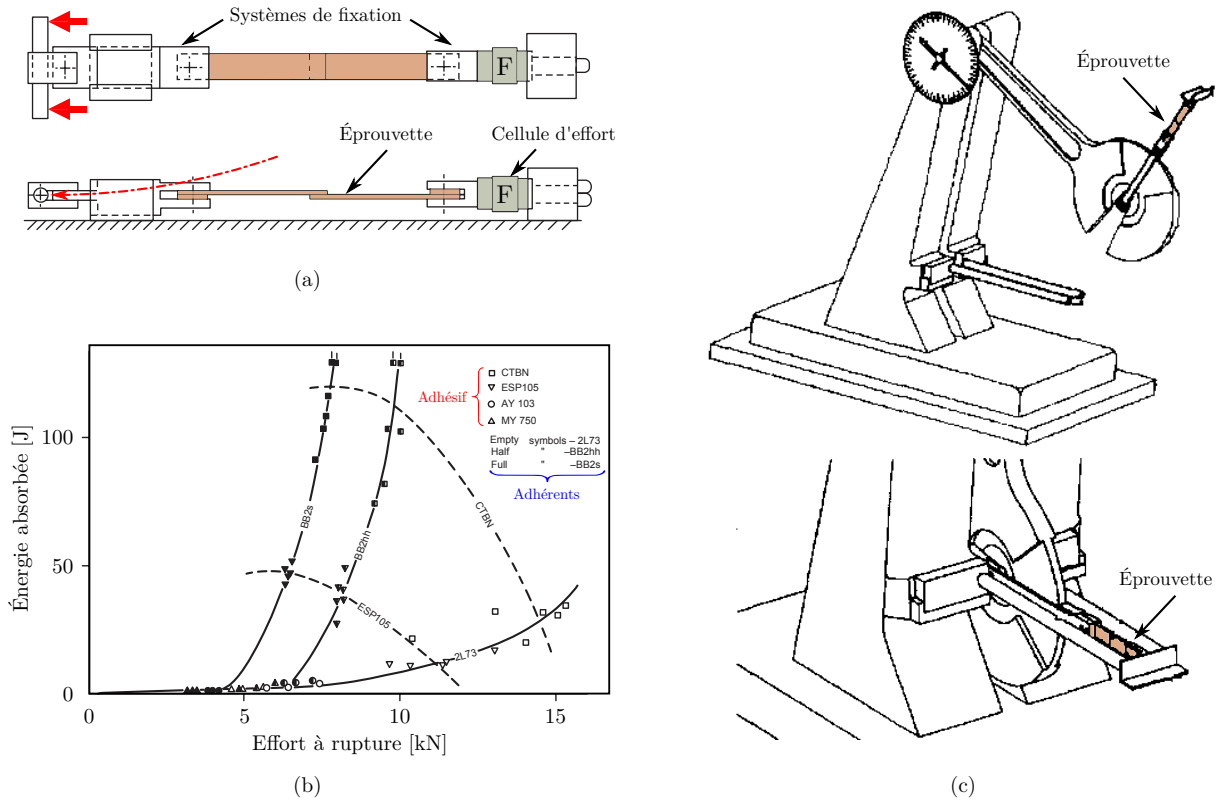 Systèmes de fixation
F
Éprouvette
Cellule d'effort
F
(a)
Énergie absorbée [J]
100
50
0
0
5
10
15
Effort à rupture [kN]
BB2s
BB2hh
CTBN
ESP105
2L73
Adhésif
CTBN
ESP105
AY 103
MY 750
Empty symbols – 2L73
Half " –BB2hh
Full " –BB2s
Adhérents
(b)
Éprouvette
Éprouvette
(c)